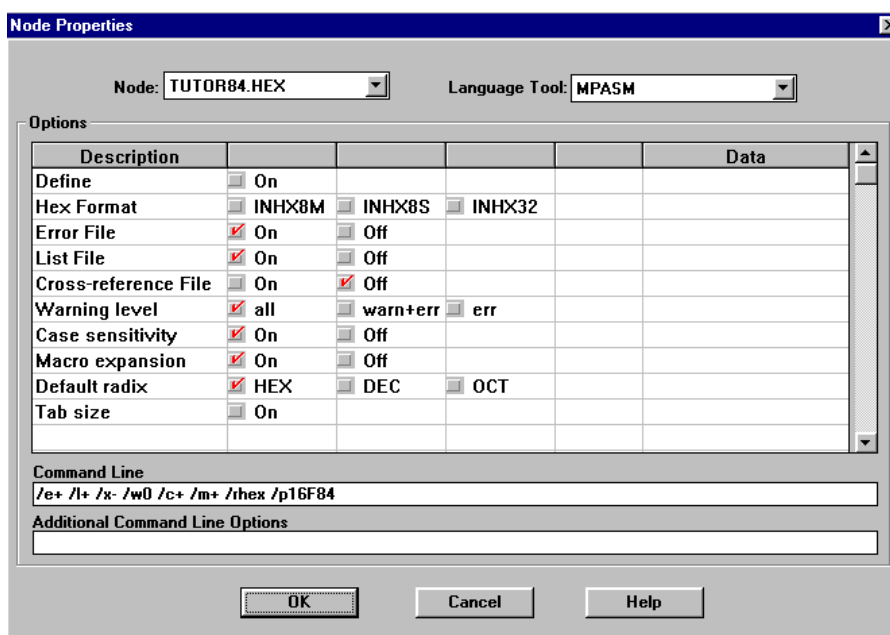 Node Properties
Node: TUTOR84.HEX Language Tool: MPASM
Options
Description Data
Define On
Hex Format INHX8M INHX8S INHX32
Error File On Off
List File On Off
Cross-reference File On Off
Warning level all warn+err err
Case sensitivity On Off
Macro expansion On Off
Default radix HEX DEC OCT
Tab size On
Command Line
/e+ /l+ /x- /w0 /c+ /m+ /rhex /p16F84
Additional Command Line Options
OK Cancel Help